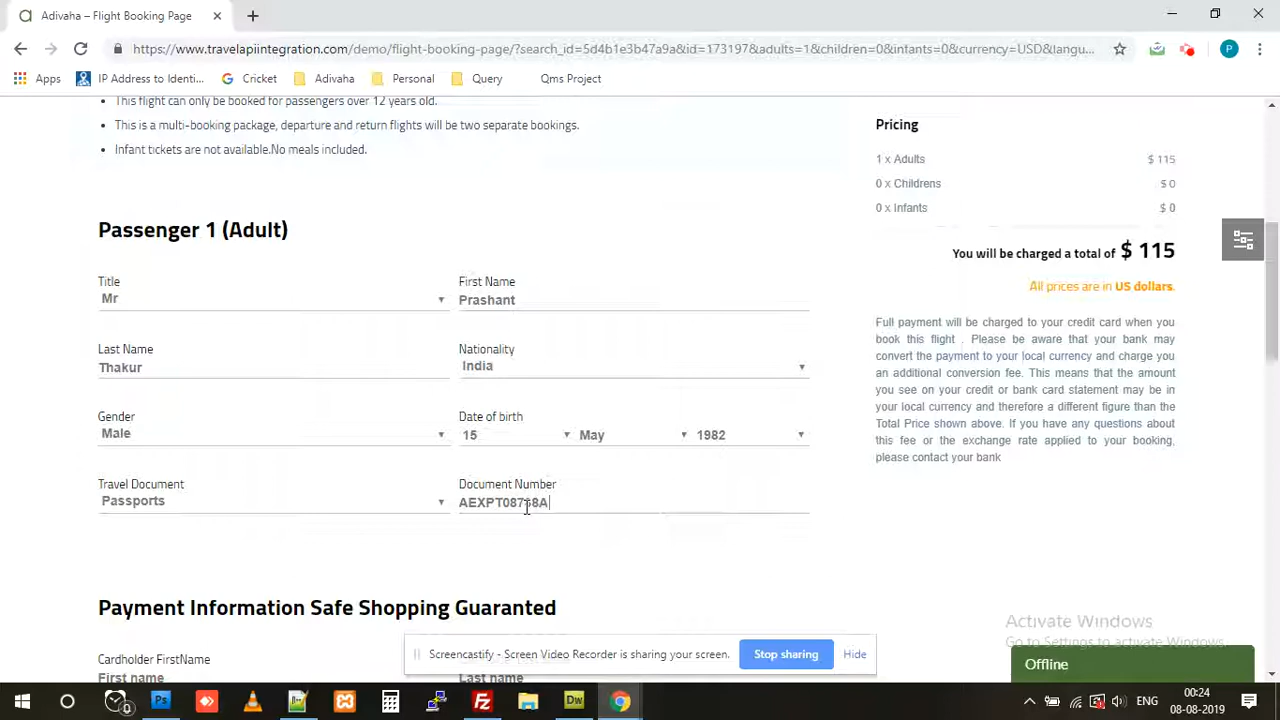 Adivaha – Flight Booking Page
https://www.travelapiintegration.com/demo/flight-booking-page/?search_id=5d4b1e3b47a9a&id=173197&adults=1&children=0&infants=0&currency=USD&langu...
P
Apps IP Address to Identi... Cricket Adivaha Personal Query Qms Project
This flight can only be booked for passengers over 12 years old.
This is a multi-booking package, departure and return flights will be two separate bookings.
Infant tickets are not available.No meals included.
Pricing
1 x Adults $ 115
0 x Childrens $ 0
0 x Infants $ 0
You will be charged a total of $ 115
All prices are in US dollars.
Full payment will be charged to your credit card when you
book this flight . Please be aware that your bank may
convert the payment to your local currency and charge you
an additional conversion fee. This means that the amount
you see on your credit or bank card statement may be in
your local currency and therefore a different figure than the
Total Price shown above. If you have any questions about
this fee or the exchange rate applied to your booking,
please contact your bank
Passenger 1 (Adult)
Title
Mr
First Name
Prashant
Last Name
Thakur
Nationality
India
Gender
Male
Date of birth
15 May 1982
Travel Document
Passports
Document Number
Payment Information Safe Shopping Guaranted
Cardholder FirstName
First name
Last name
Screencastify - Screen Video Recorder is sharing your screen.
Stop sharing
Hide
Activate Windows
Go to Settings to activate Windows.
Offline
Ps
Fz
Dw
ENG
00:24
08-08-2019